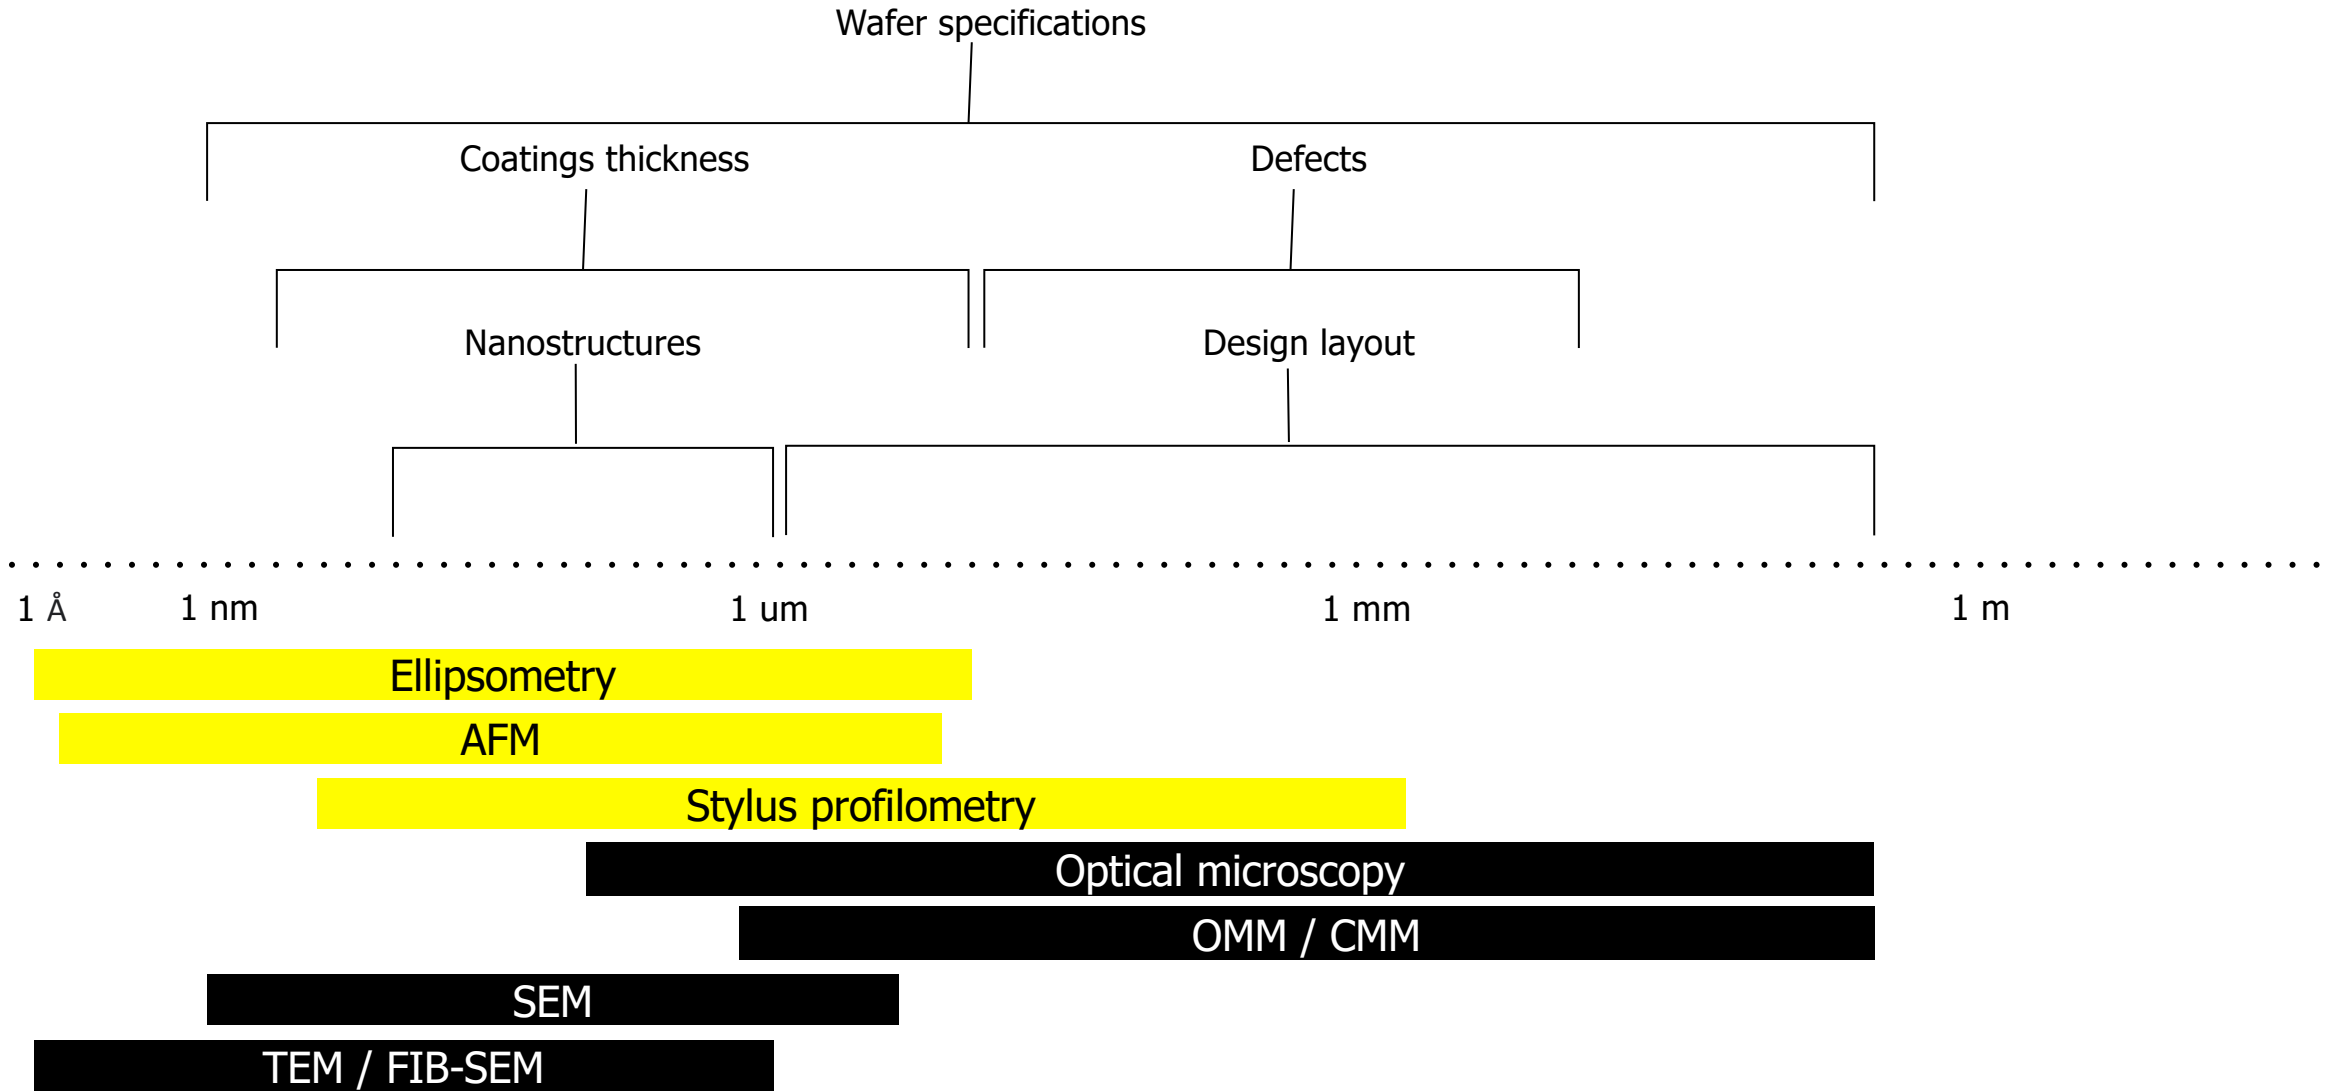 Wafer specifications
Coatings thickness
Defects
Nanostructures
Design layout
1 Å
1 nm
1 um
1 mm
1 m
Ellipsometry
AFM
Stylus profilometry
Optical microscopy
OMM / CMM
SEM
TEM / FIB-SEM